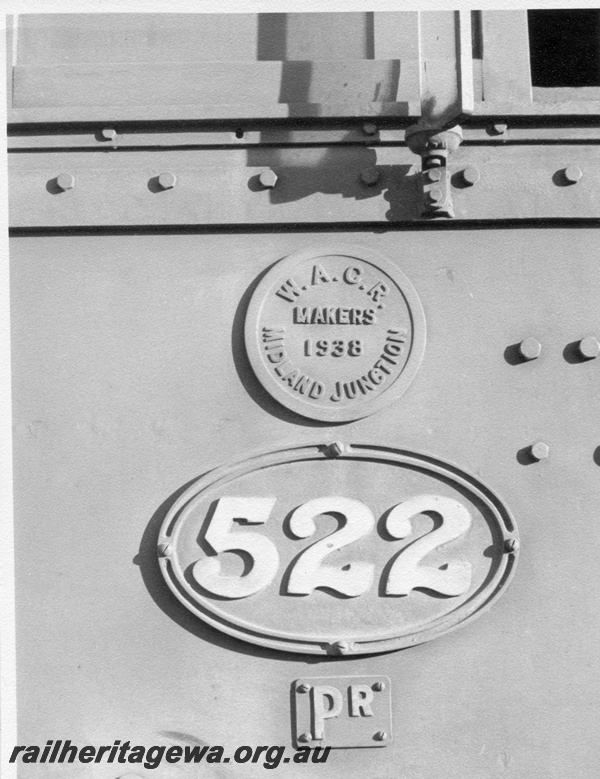 W.A.G.R.
MAKERS
1938
MIDLAND JUNCTION
522
PR
railheritagewa.org.au